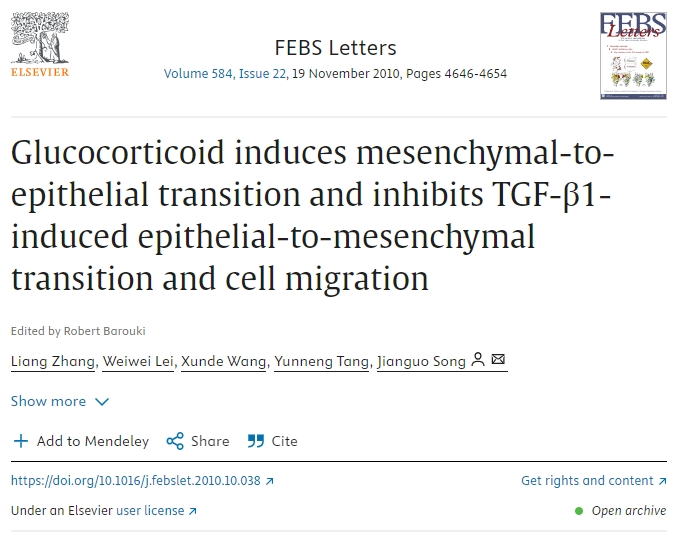 ELSEVIER
FEBS Letters
Volume 584, Issue 22, 19 November 2010, Pages 4646-4654
FEBS
Letters
Glucocorticoid induces mesenchymal-to-
epithelial transition and inhibits TGF-β1-
induced epithelial-to-mesenchymal
transition and cell migration
Edited by Robert Barouki
Liang Zhang, Weiwei Lei, Xunde Wang, Yunneng Tang, Jianguo Song
Show more
Add to Mendeley Share Cite
https://doi.org/10.1016/j.febslet.2010.10.038 Get rights and content
Under an Elsevier user license Open archive